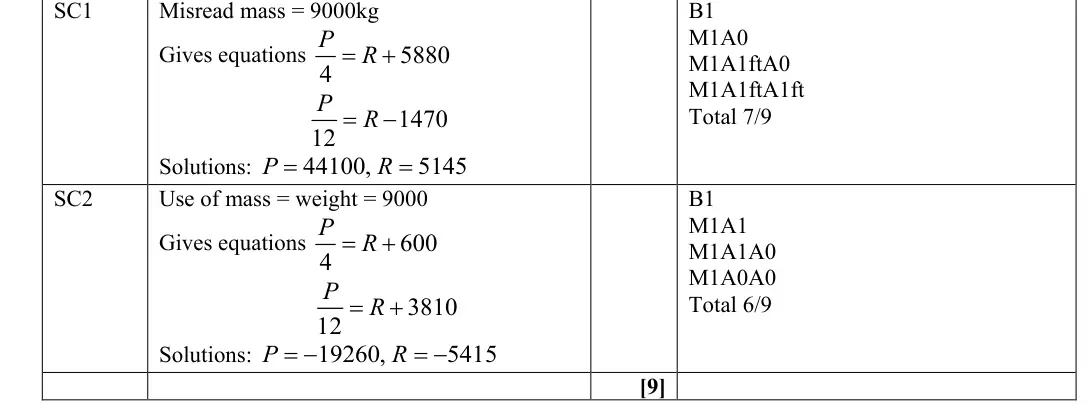 SC1 Misread mass = 9000kg B1
M1A0
Gives equations P/4 = R + 5880 M1A1ftA0
M1A1ftA1ft
P/12 = R − 1470 Total 7/9
Solutions: P = 44100, R = 5145
SC2 Use of mass = weight = 9000 B1
M1A1
Gives equations P/4 = R + 600 M1A1A0
M1A0A0
P/12 = R + 3810 Total 6/9
Solutions: P = −19260, R = −5415
[9]